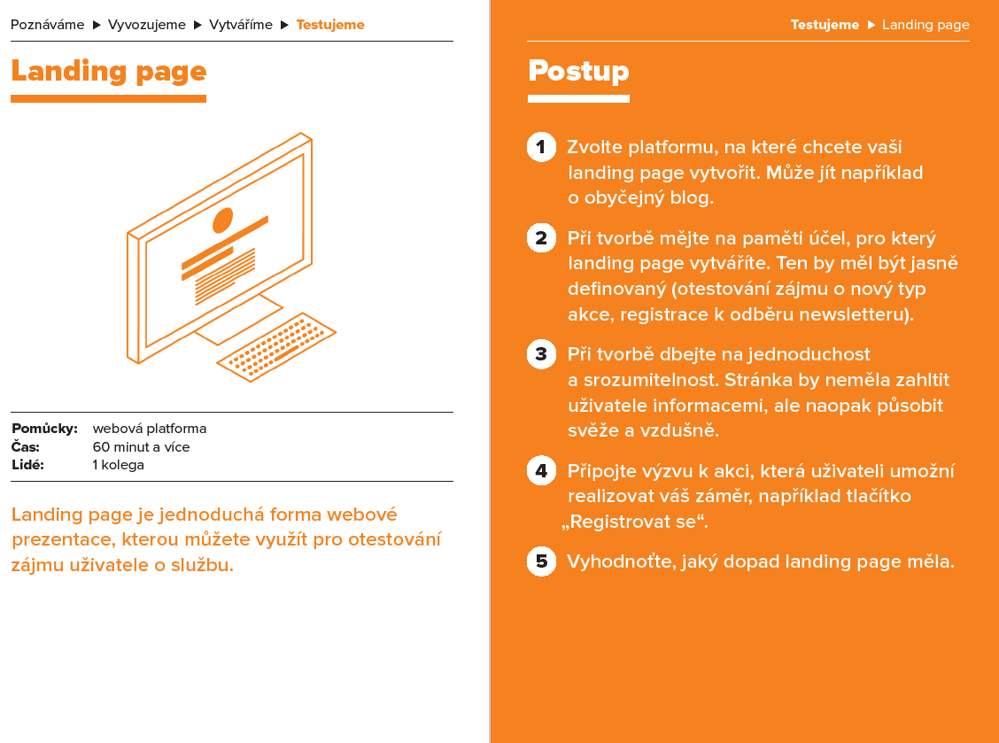 Poznáváme ▶ Vyvozujeme ▶ Vytváříme ▶ Testujeme
Landing page
Pomůcky: webová platforma
Čas: 60 minut a více
Lidé: 1 kolega
Landing page je jednoduchá forma webové
prezentace, kterou můžete využít pro otestování
zájmu uživatele o službu.
Testujeme ▶ Landing page
Postup
1 Zvolte platformu, na které chcete vaši
landing page vytvořit. Může jít například
o obyčejný blog.
2 Při tvorbě mějte na paměti účel, pro který
landing page vytváříte. Ten by měl být jasně
definovaný (otestování zájmu o nový typ
akce, registrace k odběru newsletteru).
3 Při tvorbě dbejte na jednoduchost
a srozumitelnost. Stránka by neměla zahltit
uživatele informacemi, ale naopak působit
svěže a vzdušně.
4 Připojte výzvu k akci, která uživateli umožní
realizovat váš záměr, například tlačítko
„Registrovat se“.
5 Vyhodnoťte, jaký dopad landing page měla.